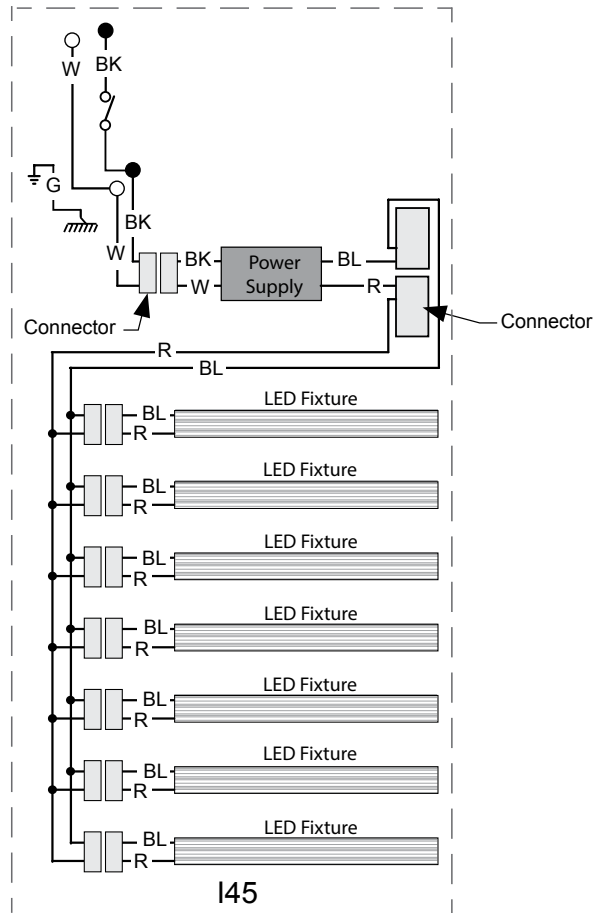 W
BK
G
BK
W
BK
W
Power
Supply
BL
R
Connector
Connector
R
BL
LED Fixture
BL
R
LED Fixture
BL
R
LED Fixture
BL
R
LED Fixture
BL
R
LED Fixture
BL
R
LED Fixture
BL
R
LED Fixture
BL
R
I45